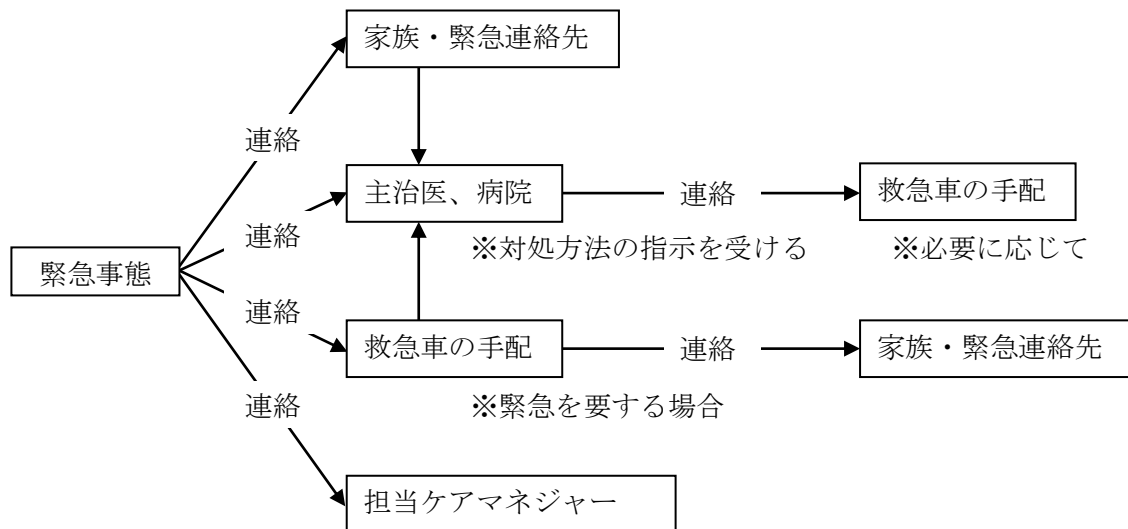 家族・緊急連絡先
連絡
主治医、病院
連絡
救急車の手配
連絡
※対処方法の指示を受ける
※必要に応じて
緊急事態
連絡
救急車の手配
連絡
家族・緊急連絡先
※緊急を要する場合
連絡
担当ケアマネジャー